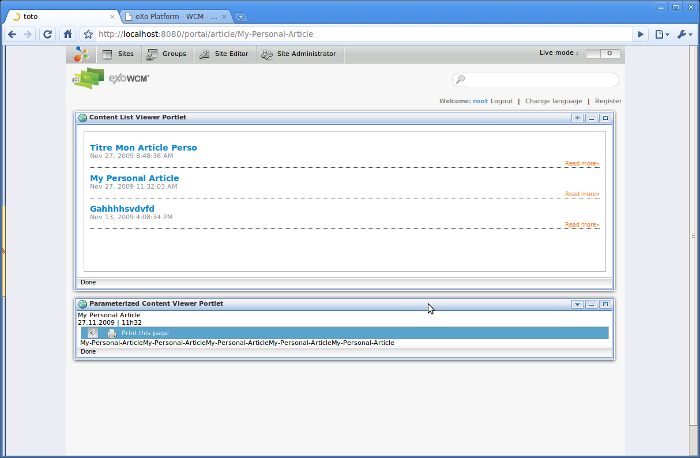 toto
eXo Platform - WCM - ...
http://localhost:8080/portal/article/My-Personal-Article
Sites
Groups
Site Editor
Site Administrator
Live mode :
exoWCM
Welcome: root Logout | Change language | Register
Content List Viewer Portlet
Titre Mon Article Perso
Nov 27, 2009 8:48:36 AM
Read more»
My Personal Article
Nov 27, 2009 11:32:03 AM
Read more»
Gahhhhsvdvfd
Nov 13, 2009 4:08:34 PM
Read more»
Done
Parameterized Content Viewer Portlet
My Personal Article
27.11.2009 | 11h32
Print this page
My-Personal-ArticleMy-Personal-ArticleMy-Personal-ArticleMy-Personal-ArticleMy-Personal-Article
Done